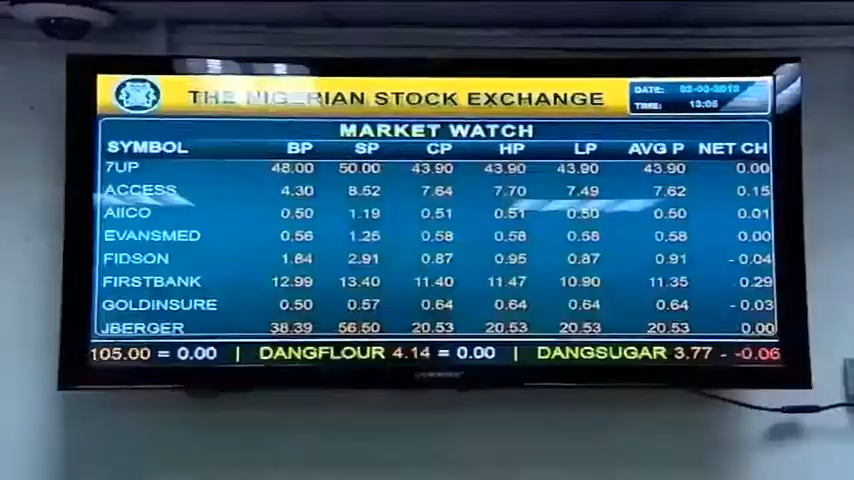 THE NIGERIAN STOCK EXCHANGE
DATE:
TIME: 13:05
MARKET WATCH
SYMBOL BP SP CP HP LP AVG P NET CH
7UP 48.00 50.00 43.90 43.90 43.90 43.90 0.00
ACCESS 4.30 8.52 7.64 7.70 7.49 7.62 0.15
AIICO 0.50 1.19 0.51 0.51 0.50 0.50 0.01
EVANSMED 0.56 1.25 0.58 0.58 0.58 0.58 0.00
FIDSON 1.84 2.91 0.87 0.95 0.87 0.91 - 0.04
FIRSTBANK 12.99 13.40 11.40 11.47 10.90 11.35 0.29
GOLDINSURE 0.50 0.57 0.64 0.64 0.64 0.64 - 0.03
JBERGER 38.39 56.50 20.53 20.53 20.53 20.53 0.00
105.00 = 0.00 | DANGFLOUR 4.14 = 0.00 | DANGSUGAR 3.77 - -0.06